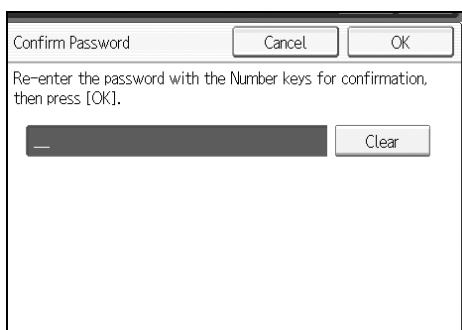 Confirm Password Cancel OK
Re-enter the password with the Number keys for confirmation,
then press [OK].
Clear